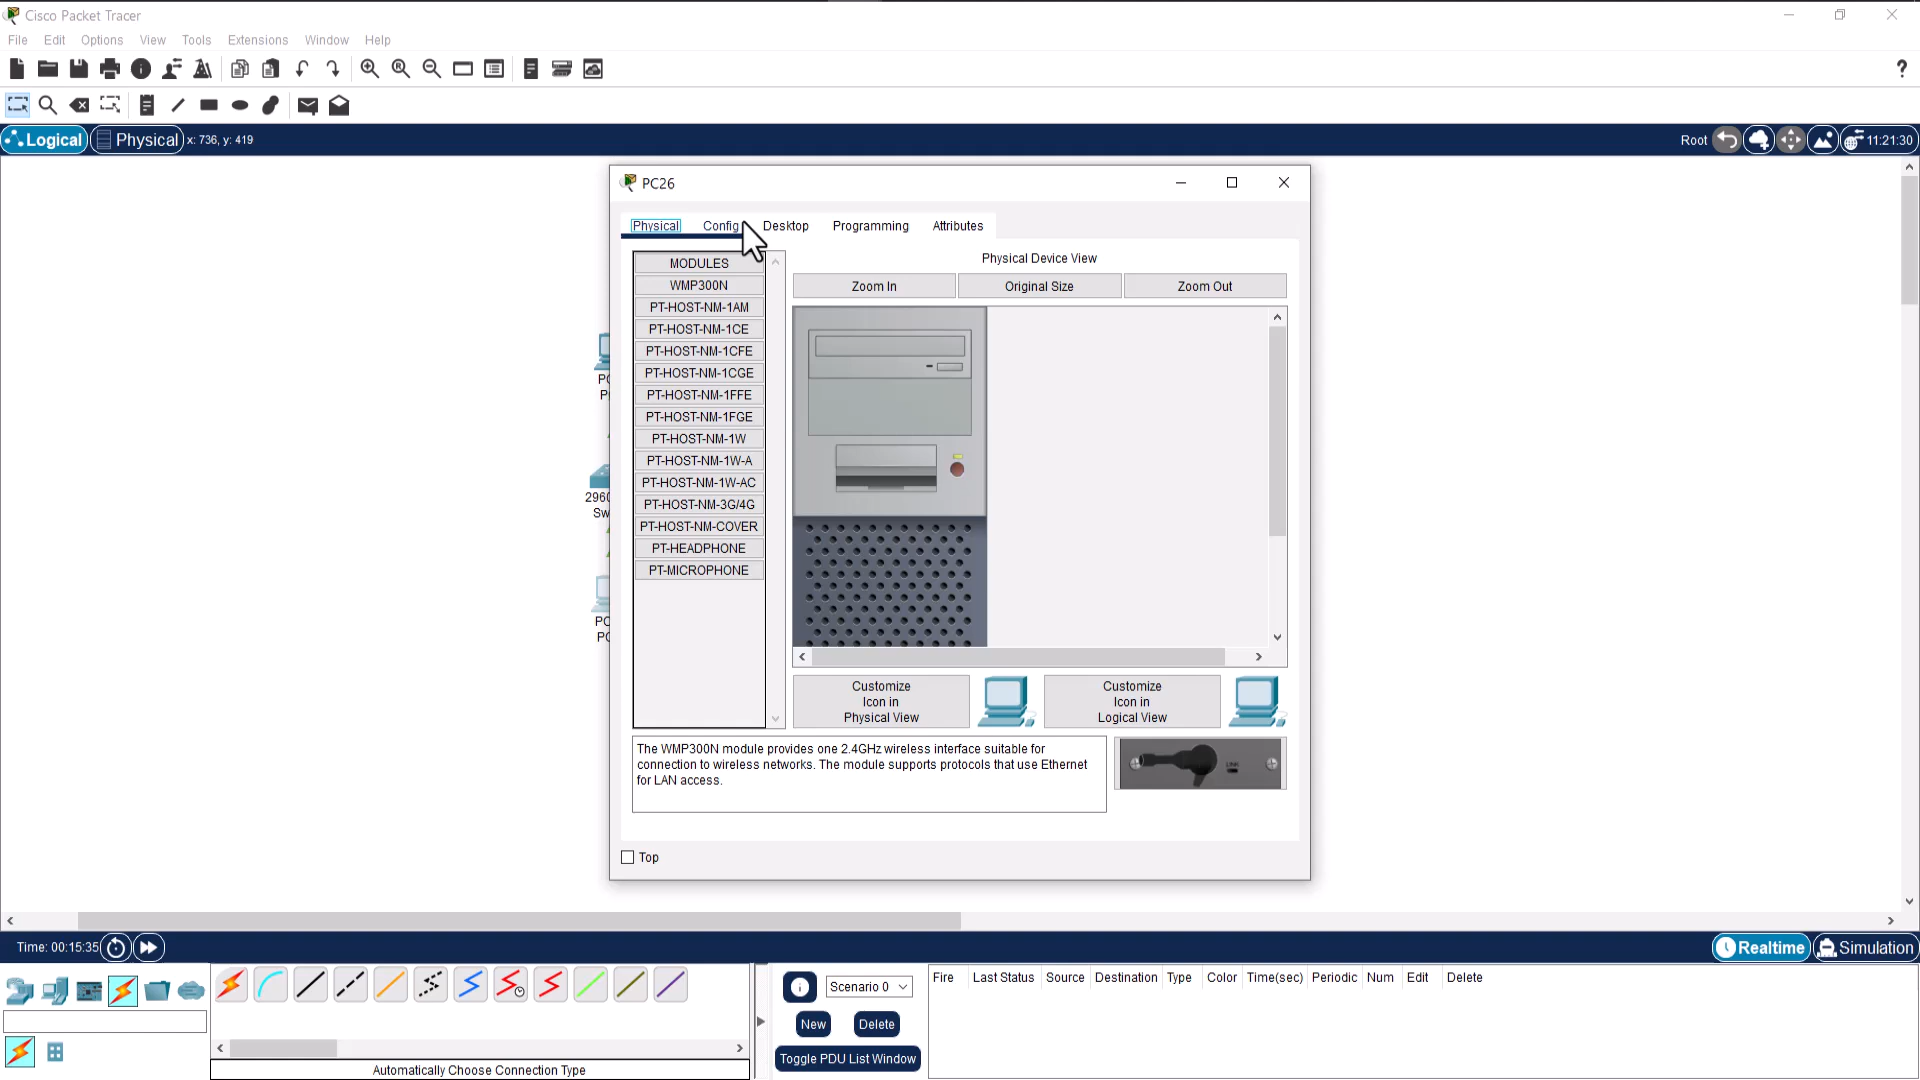 Cisco Packet Tracer
File Edit Options View Tools Extensions Window Help
Logical Physical x: 736, y: 419 Root 11:21:30
PC26
Physical Config Desktop Programming Attributes
MODULES
WMP300N
PT-HOST-NM-1AM
PT-HOST-NM-1CE
PT-HOST-NM-1CFE
PT-HOST-NM-1CGE
PT-HOST-NM-1FFE
PT-HOST-NM-1FGE
PT-HOST-NM-1W
PT-HOST-NM-1W-A
PT-HOST-NM-1W-AC
PT-HOST-NM-3G/4G
PT-HOST-NM-COVER
PT-HEADPHONE
PT-MICROPHONE
Physical Device View
Zoom In Original Size Zoom Out
Customize
Icon in
Physical View
Customize
Icon in
Logical View
The WMP300N module provides one 2.4GHz wireless interface suitable for
connection to wireless networks. The module supports protocols that use Ethernet
for LAN access.
LINK
Top
2960
Sw
PC
PC
Time: 00:15:35 Realtime Simulation
Scenario 0
New Delete
Toggle PDU List Window
Fire Last Status Source Destination Type Color Time(sec) Periodic Num Edit Delete
Automatically Choose Connection Type